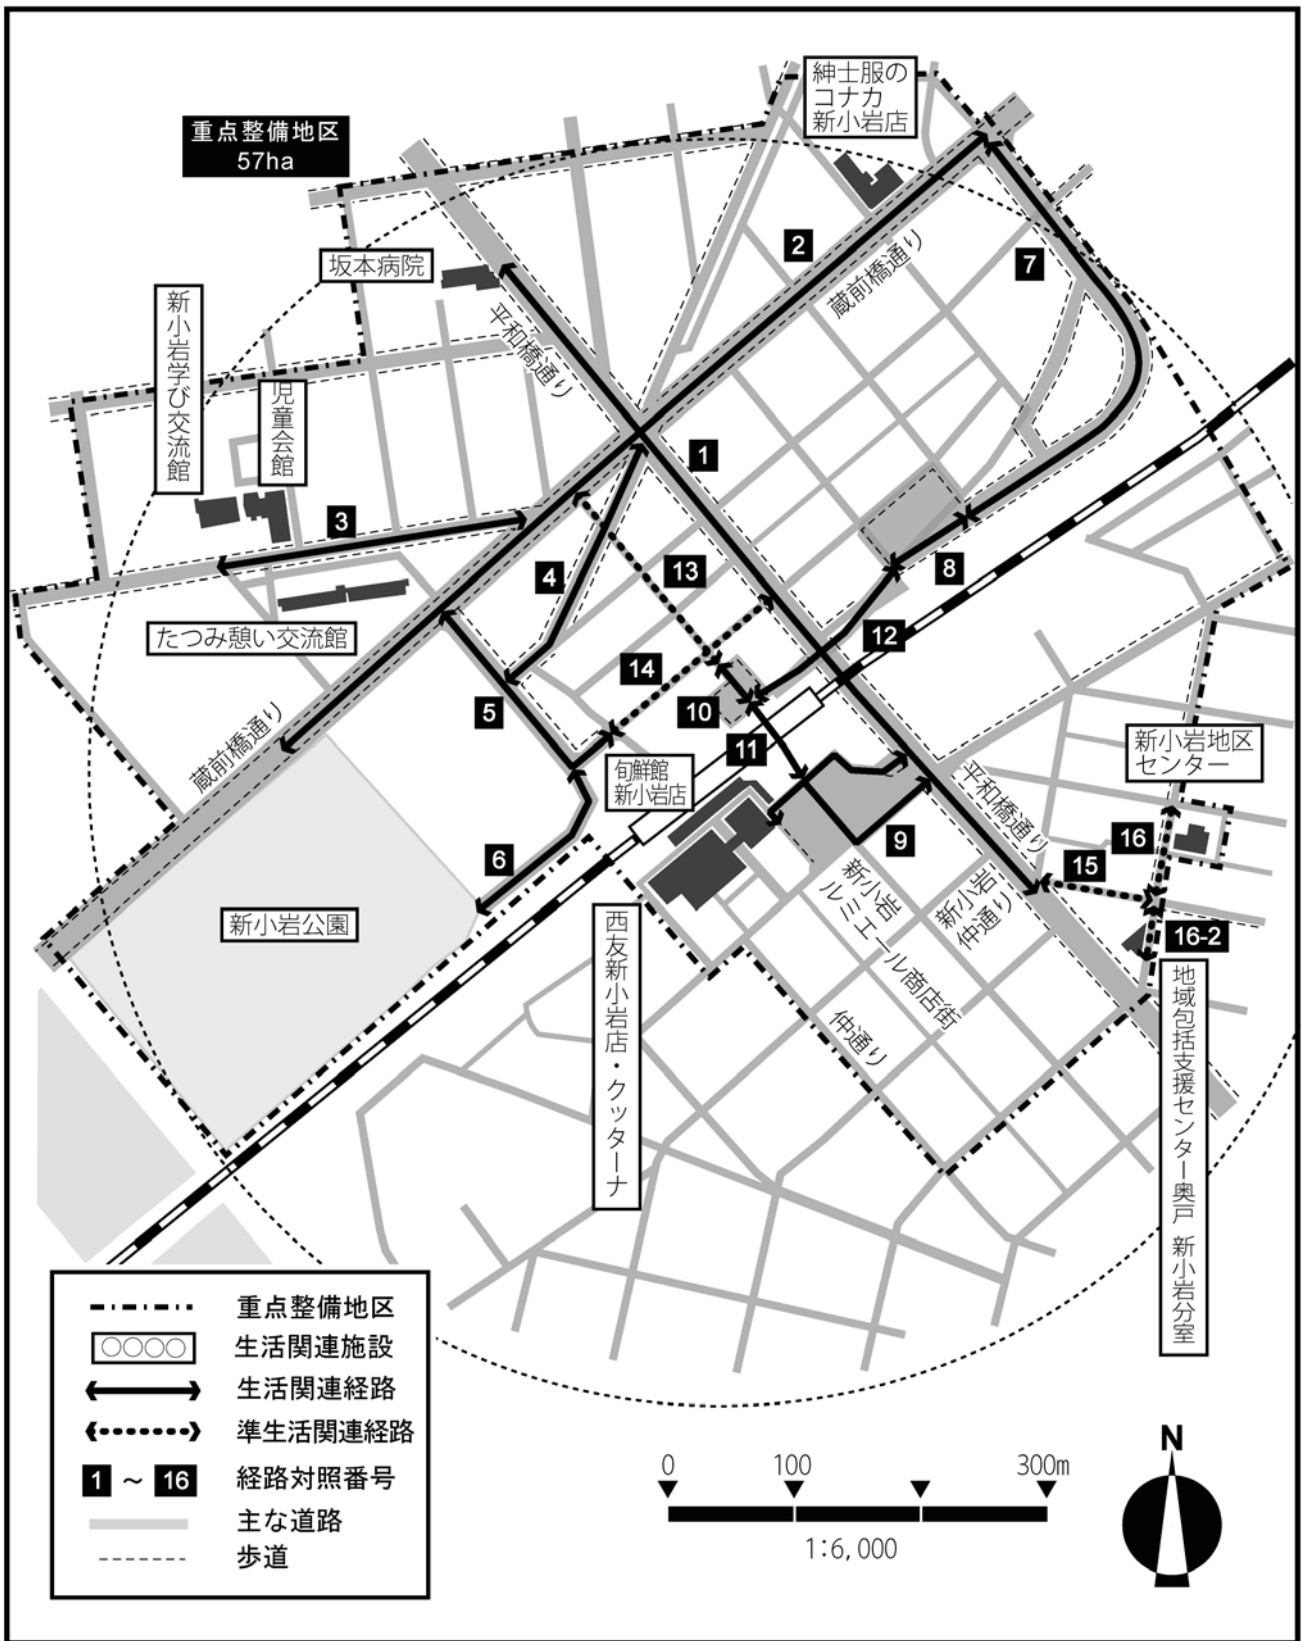 紳士服の
コナカ
新小岩店
重点整備地区
57ha
坂本病院
2
蔵前橋通り
7
新小岩学び交流館
平和橋通り
児童会館
1
3
4
13
8
12
たつみ憩い交流館
14
5
10
11
蔵前橋通り
旬鮮館
新小岩店
平和橋通り
新小岩地区
センター
6
9
16
15
新小岩公園
新小岩
ルミエール商店街
新小岩
仲通り
16-2
西友新小岩店・クッターナ
仲通り
地域包括支援センター奥戸 新小岩分室
重点整備地区
○○○○ 生活関連施設
生活関連経路
準生活関連経路
1 ～ 16 経路対照番号
主な道路
歩道
0 100 300m
1:6,000
N